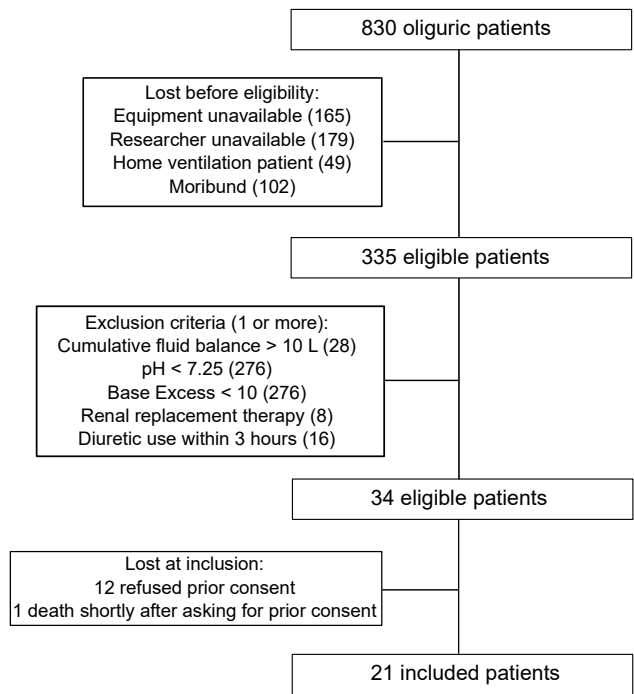 830 oliguric patients
Lost before eligibility:
Equipment unavailable (165)
Researcher unavailable (179)
Home ventilation patient (49)
Moribund (102)
335 eligible patients
Exclusion criteria (1 or more):
Cumulative fluid balance > 10 L (28)
pH < 7.25 (276)
Base Excess < 10 (276)
Renal replacement therapy (8)
Diuretic use within 3 hours (16)
34 eligible patients
Lost at inclusion:
12 refused prior consent
1 death shortly after asking for prior consent
21 included patients